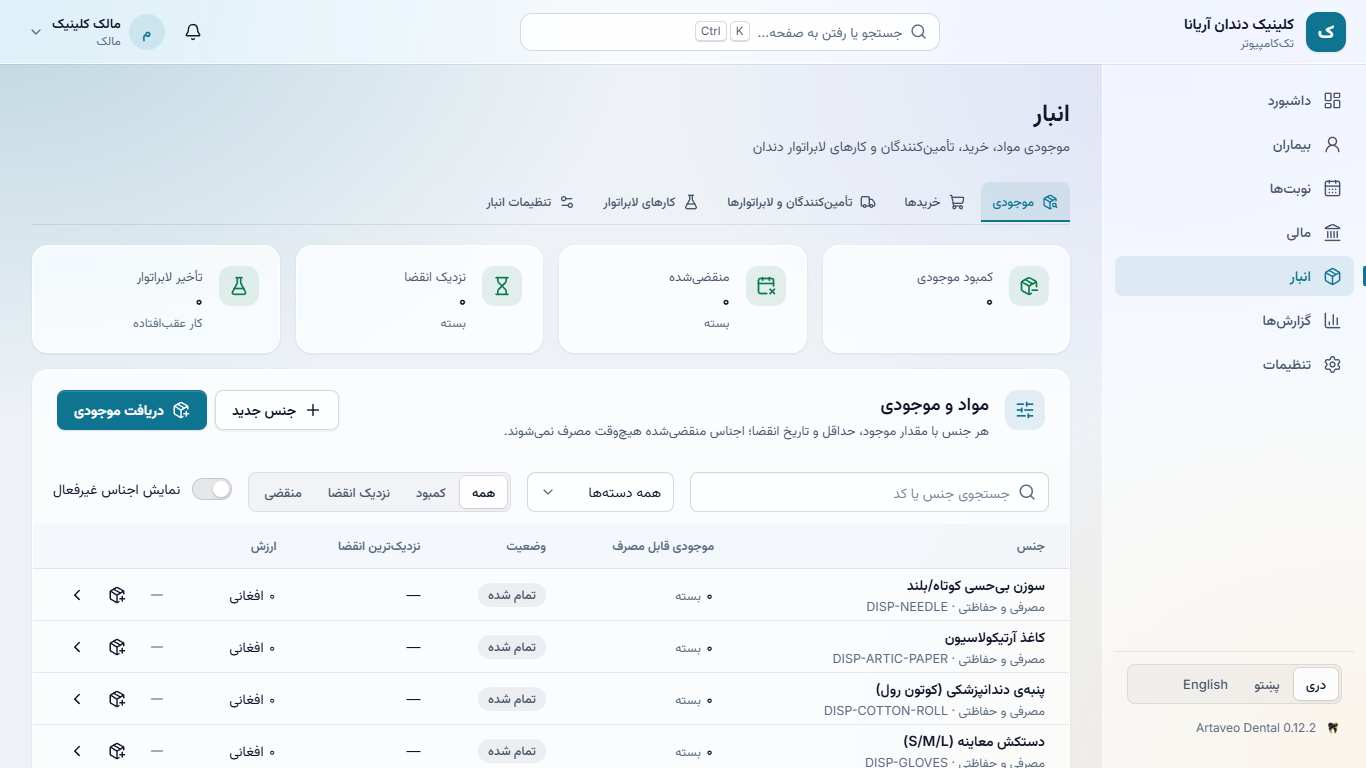 کلینیک دندان آریانا
تک‌کامپیوتر
ک
جستجو یا رفتن به صفحه...
Ctrl K
مالک کلینیک
مالک
م
داشبورد
بیماران
نوبت‌ها
مالی
انبار
گزارش‌ها
تنظیمات
دری
پښتو
English
Artaveo Dental 0.12.2
انبار
موجودی مواد، خرید، تأمین‌کنندگان و کارهای لابراتوار دندان
موجودی
خریدها
تأمین‌کنندگان و لابراتوارها
کارهای لابراتوار
تنظیمات انبار
کمبود موجودی
۰
منقضی‌شده
۰
بسته
نزدیک انقضا
۰
بسته
تأخیر لابراتوار
۰
کار عقب‌افتاده
مواد و موجودی
هر جنس با مقدار موجود، حداقل و تاریخ انقضا؛ اجناس منقضی‌شده هیچ‌وقت مصرف نمی‌شوند.
جنس جدید
دریافت موجودی
جستجوی جنس یا کد
همه دسته‌ها
همه
کمبود
نزدیک انقضا
منقضی
نمایش اجناس غیرفعال
جنس موجودی قابل مصرف وضعیت نزدیک‌ترین انقضا ارزش
سوزن بی‌حسی کوتاه/بلند
مصرفی و حفاظتی · DISP-NEEDLE
۰ بسته تمام شده — ۰ افغانی —
کاغذ آرتیکولاسیون
مصرفی و حفاظتی · DISP-ARTIC-PAPER
۰ بسته تمام شده — ۰ افغانی —
پنبه‌ی دندانپزشکی (کوتون رول)
مصرفی و حفاظتی · DISP-COTTON-ROLL
۰ بسته تمام شده — ۰ افغانی —
دستکش معاینه (S/M/L)
مصرفی و حفاظتی · DISP-GLOVES
۰ بسته تمام شده — ۰ افغانی —